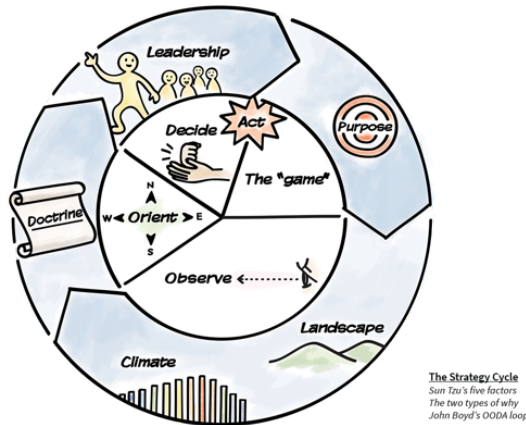 Leadership
Decide
Act
Purpose
The "game"
Doctrine
N
W
Orient
E
S
Observe
Landscape
Climate
The Strategy Cycle
Sun Tzu's five factors
The two types of why
John Boyd's OODA loop